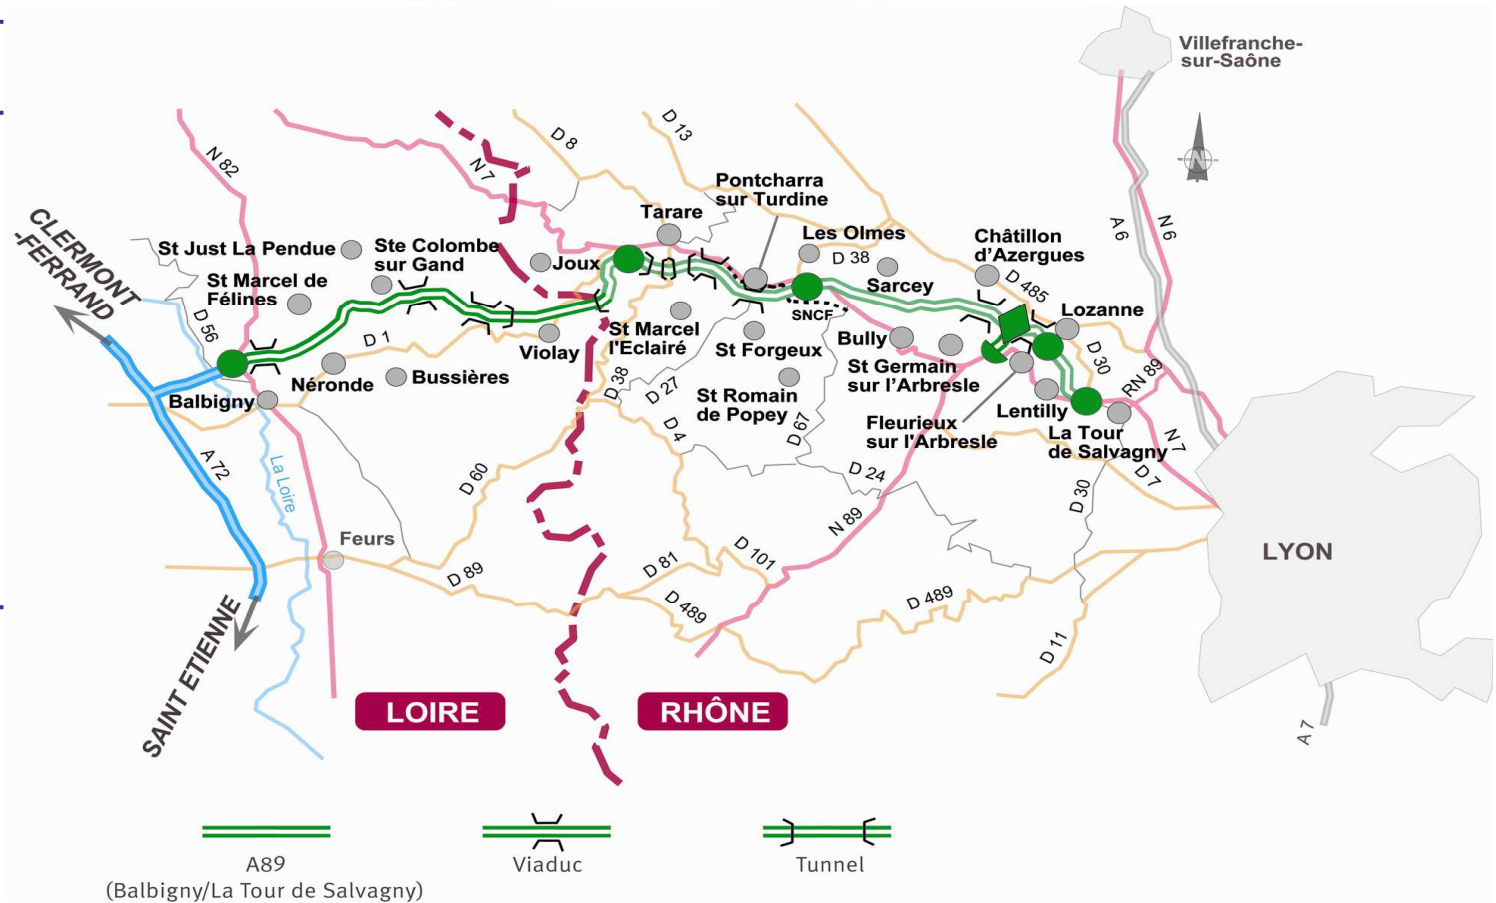 Villefranche-
sur-Saône
N
A 6
N 6
D 8
D 13
N 82
N 7
Pontcharra
sur Turdine
Tarare
CLERMONT
-FERRAND
St Just La Pendue
Ste Colombe
sur Gand
Joux
Les Olmes
D 38
Sarcey
Châtillon
d'Azergues
D 485
St Marcel de
Félines
Lozanne
D 56
D 1
SNCF
Violay
St Marcel
l'Eclairé
St Forgeux
Bully
D 30
Néronde
Bussières
D 38
D 27
St Romain
de Popey
St Germain
sur l'Arbresle
RN 89
Balbigny
D 67
Fleurieux
sur l'Arbresle
Lentilly
La Tour
de Salvagny
N 7
D 7
D 4
A 72
La Loire
D 60
D 24
D 30
N 89
Feurs
D 89
D 81
D 101
LYON
D 489
D 489
D 11
SAINT ETIENNE
LOIRE
RHÔNE
A 7
A89
(Balbigny/La Tour de Salvagny)
Viaduc
Tunnel